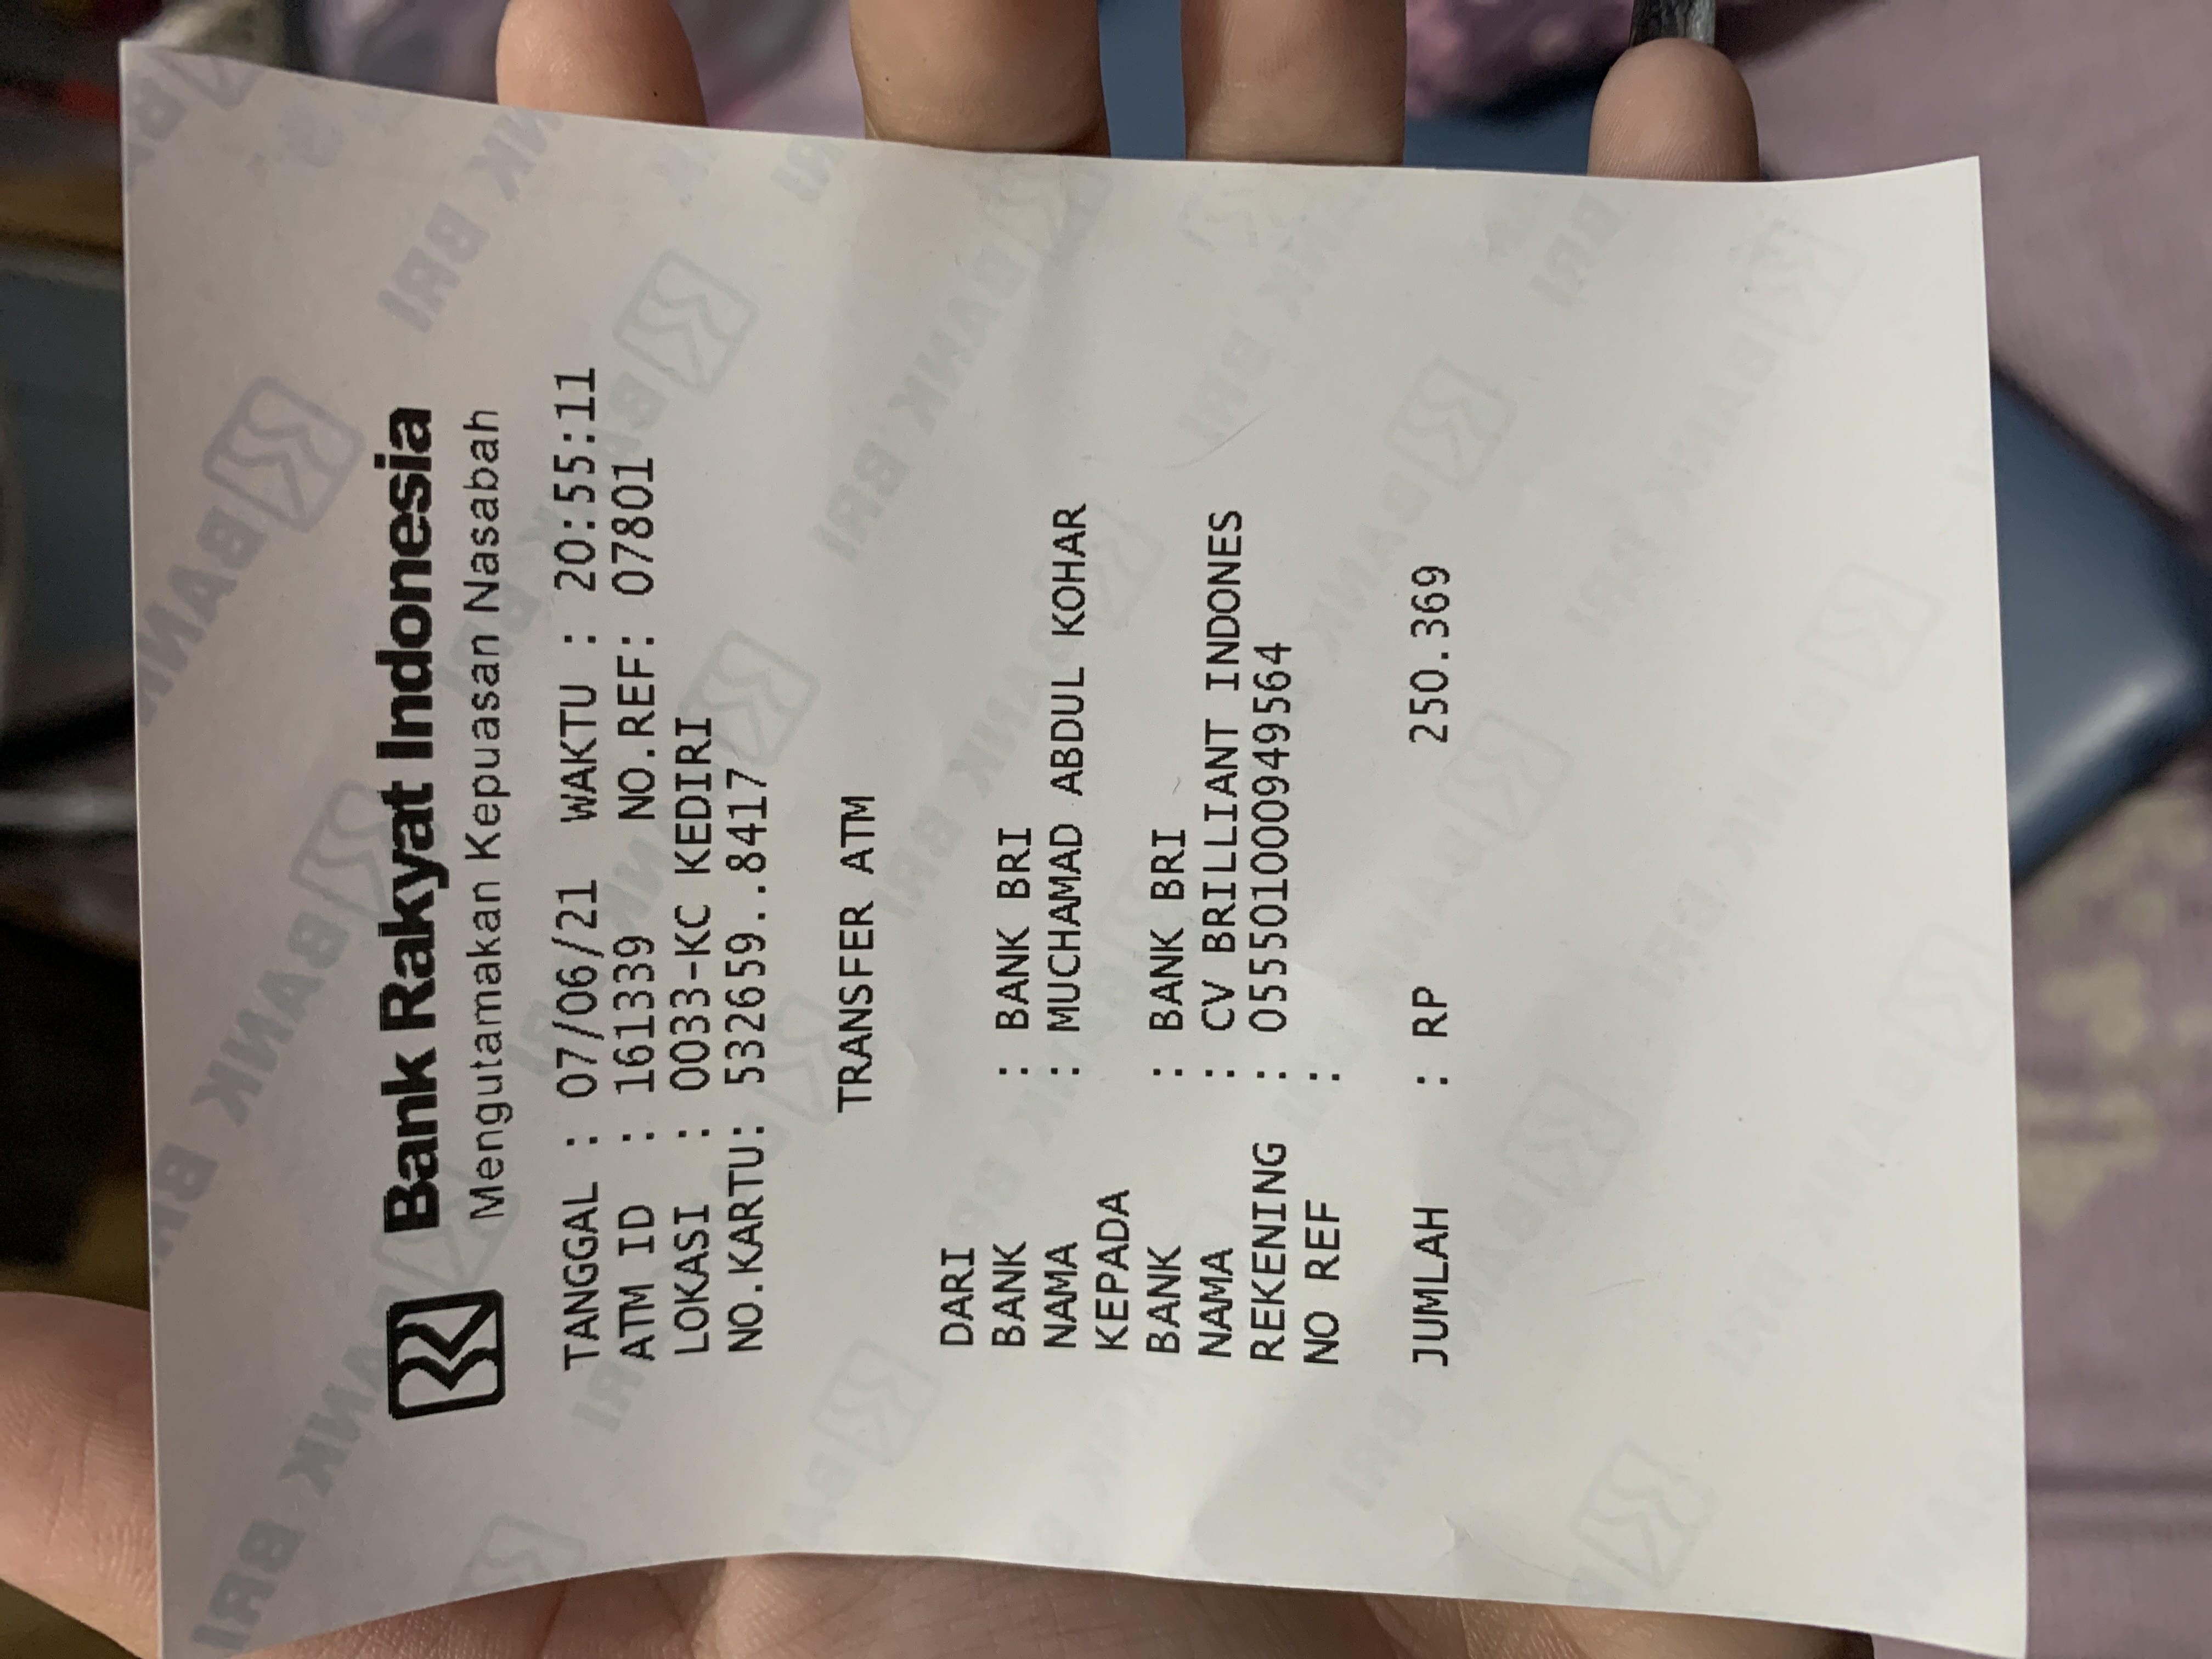 Bank Rakyat Indonesia
Mengutamakan Kepuasan Nasabah
TANGGAL : 07/06/21 WAKTU : 20:55:11
ATM ID : 161339 NO.REF: 07801
LOKASI : 0033-KC KEDIRI
NO.KARTU: 532659..8417
TRANSFER ATM
DARI
BANK : BANK BRI
NAMA : MUCHAMAD ABDUL KOHAR
KEPADA
BANK : BANK BRI
NAMA : CV BRILLIANT INDONES
REKENING : 055501000949564
NO REF :
JUMLAH : RP 250.369